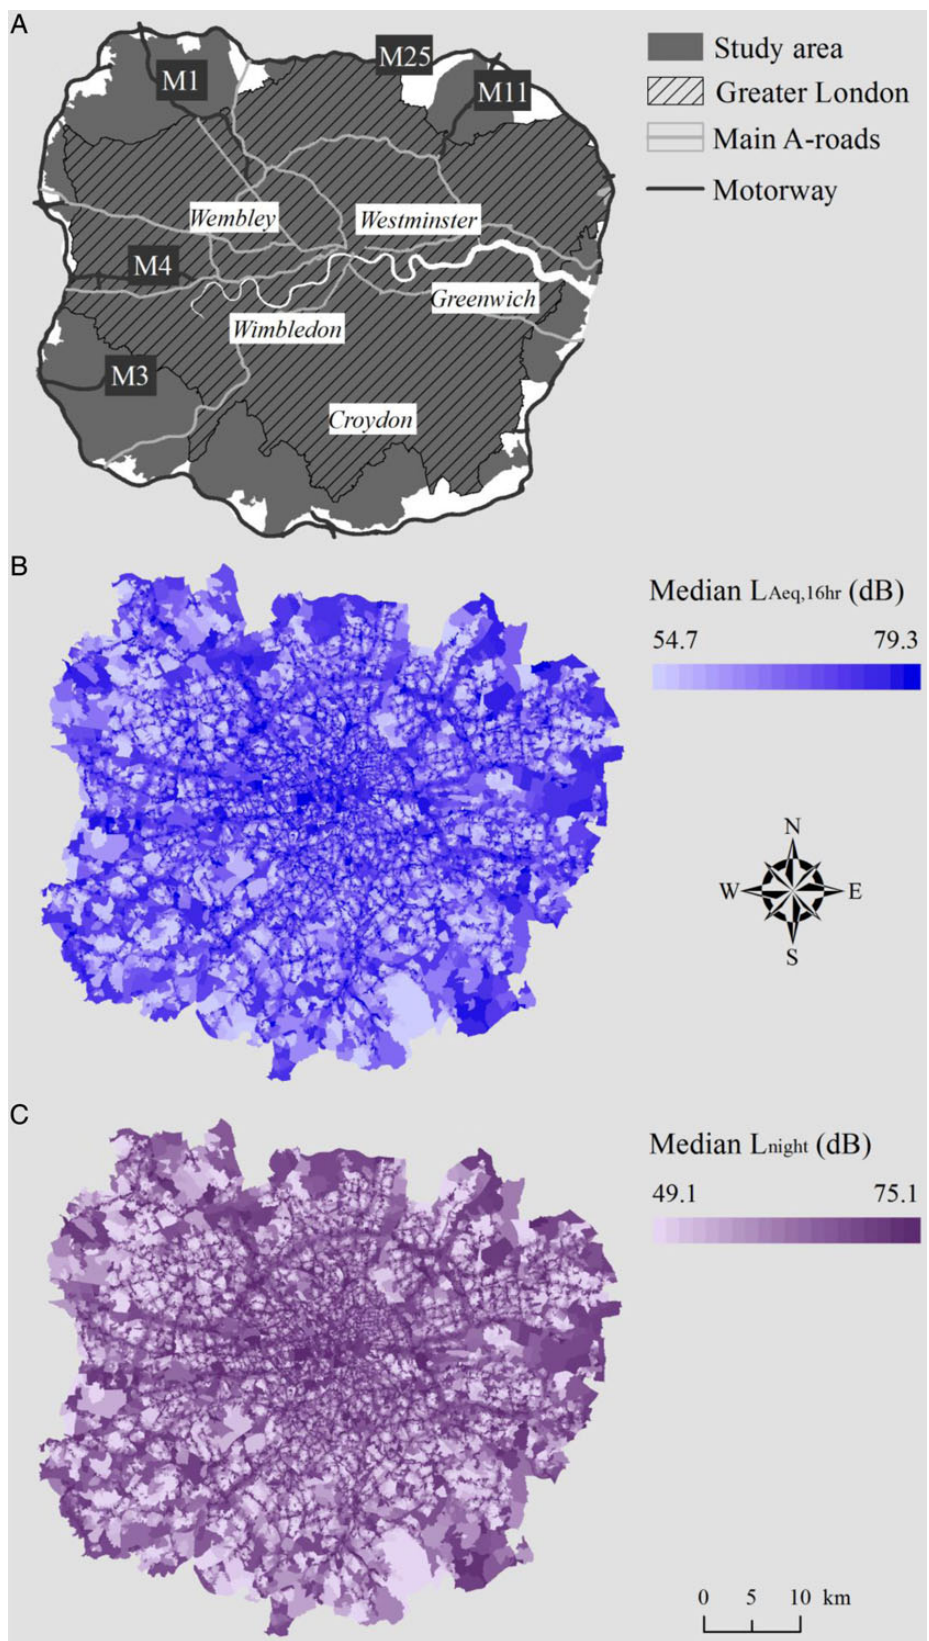 A
M1
M25
M11
Study area
Greater London
Main A-roads
Motorway
Wembley
Westminster
M4
Greenwich
Wimbledon
M3
Croydon
B
Median LAeq,16hr (dB)
54.7 79.3
N
W E
S
C
Median Lnight (dB)
49.1 75.1
0 5 10 km